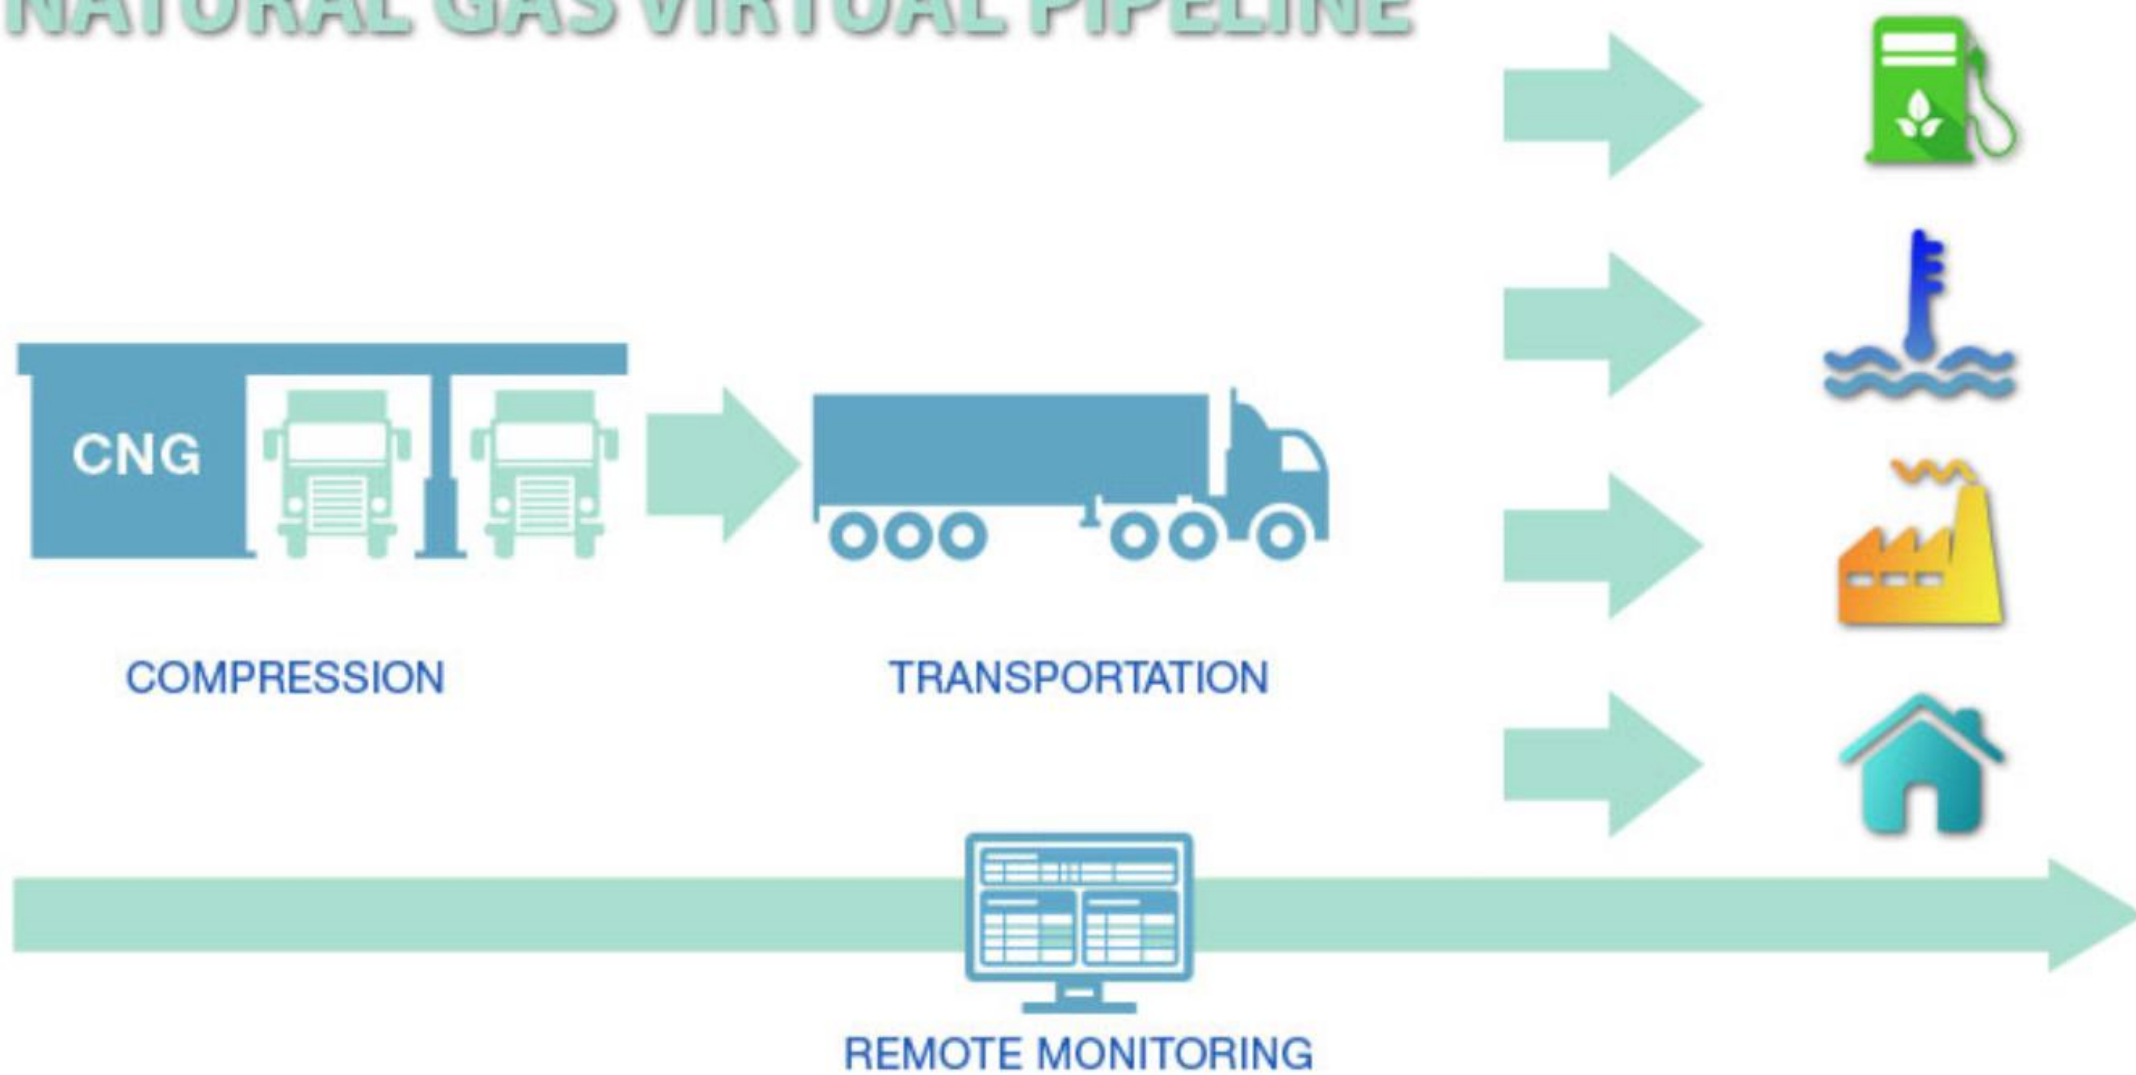 NATURAL GAS VIRTUAL PIPELINE
CNG
COMPRESSION
TRANSPORTATION
REMOTE MONITORING